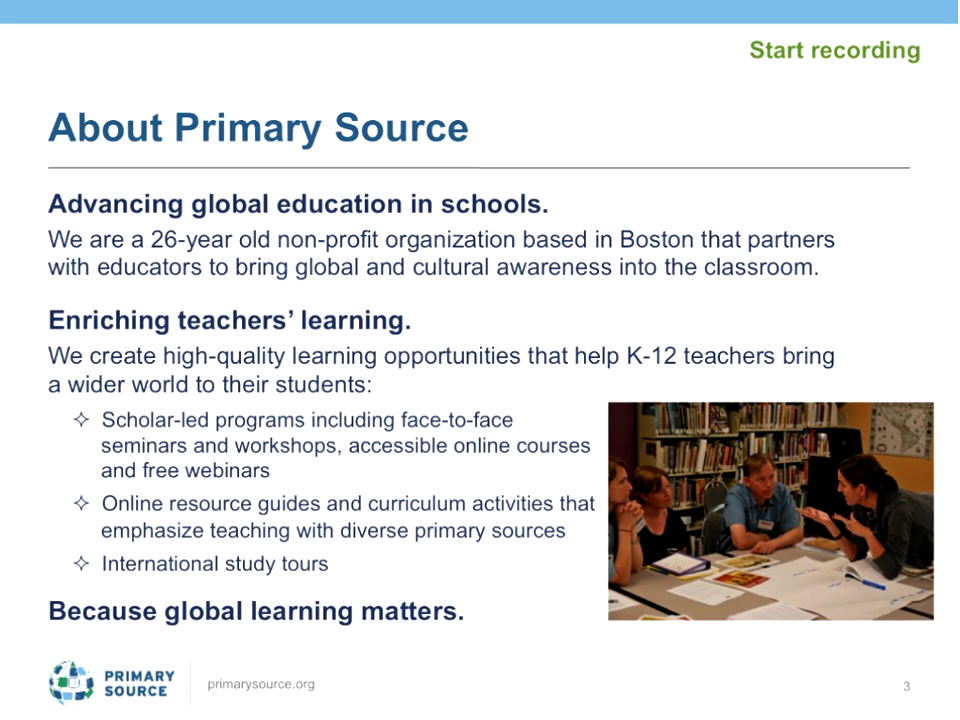 Start recording
About Primary Source
Advancing global education in schools.
We are a 26-year old non-profit organization based in Boston that partners
with educators to bring global and cultural awareness into the classroom.
Enriching teachers’ learning.
We create high-quality learning opportunities that help K-12 teachers bring
a wider world to their students:
✧ Scholar-led programs including face-to-face
seminars and workshops, accessible online courses
and free webinars
✧ Online resource guides and curriculum activities that
emphasize teaching with diverse primary sources
✧ International study tours
Because global learning matters.
PRIMARY
SOURCE
primarysource.org
3